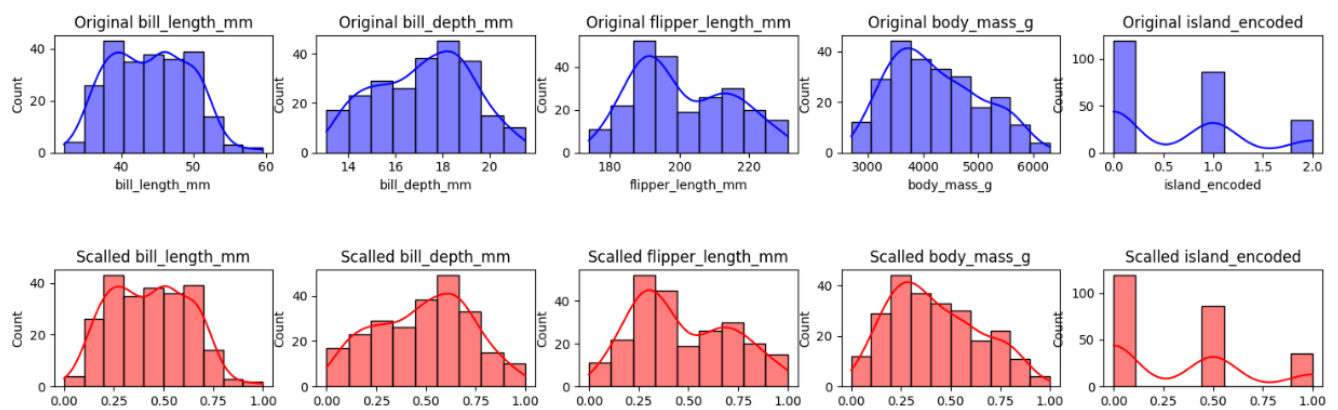 Original bill_length_mm
Original bill_depth_mm
Original flipper_length_mm
Original body_mass_g
Original island_encoded
Count
40
20
0
40
50
60
bill_length_mm
Count
40
20
0
14
16
18
20
bill_depth_mm
Count
40
20
0
180
200
220
flipper_length_mm
Count
40
20
0
3000
4000
5000
6000
body_mass_g
Count
100
50
0
0.0
0.5
1.0
1.5
2.0
island_encoded
Scalled bill_length_mm
Scalled bill_depth_mm
Scalled flipper_length_mm
Scalled body_mass_g
Scalled island_encoded
Count
40
20
0
0.00
0.25
0.50
0.75
1.00
Count
40
20
0
0.00
0.25
0.50
0.75
1.00
Count
40
20
0
0.00
0.25
0.50
0.75
1.00
Count
40
20
0
0.00
0.25
0.50
0.75
1.00
Count
100
50
0
0.00
0.25
0.50
0.75
1.00